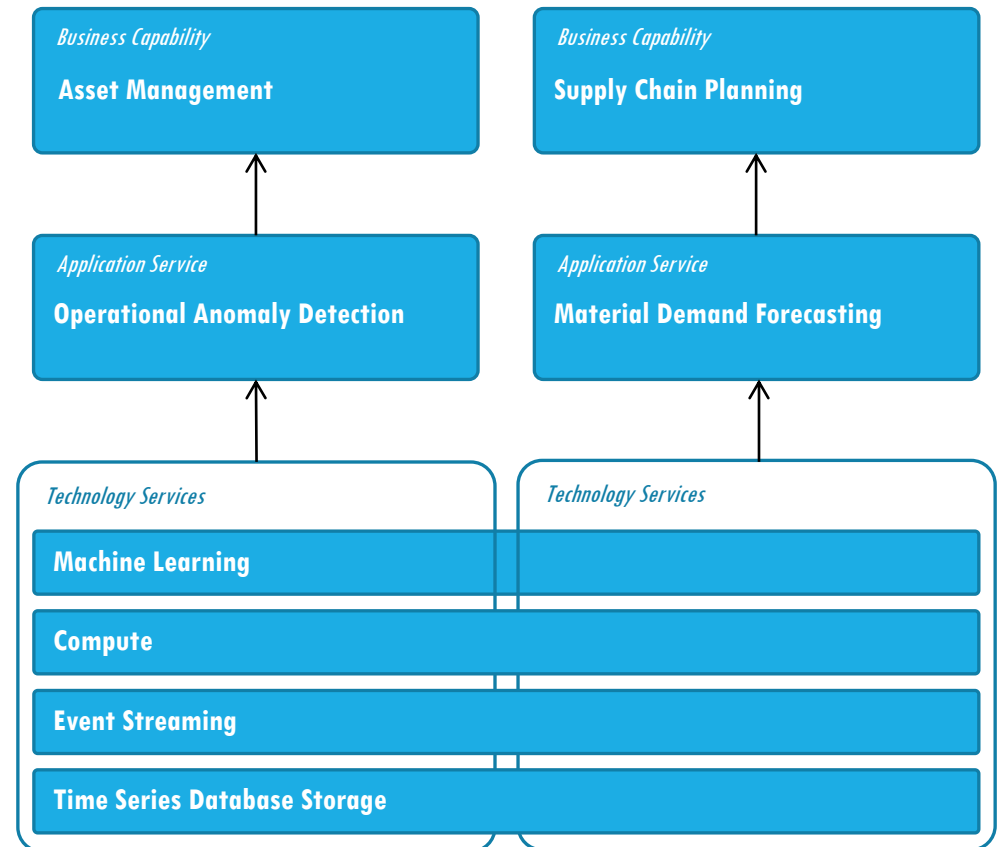 Business Capability
Asset Management
Business Capability
Supply Chain Planning
Application Service
Operational Anomaly Detection
Application Service
Material Demand Forecasting
Technology Services
Technology Services
Machine Learning
Compute
Event Streaming
Time Series Database Storage